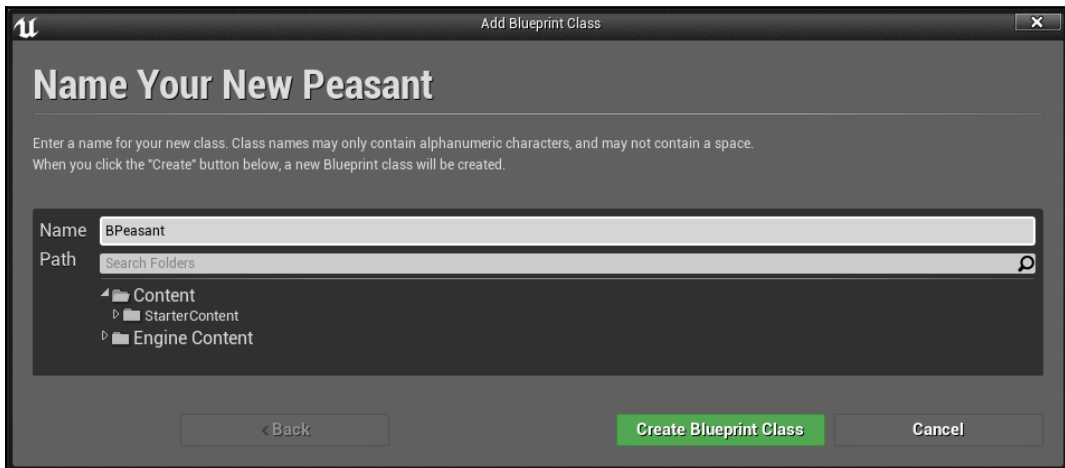 Add Blueprint Class
Name Your New Peasant
Enter a name for your new class. Class names may only contain alphanumeric characters, and may not contain a space.
When you click the "Create" button below, a new Blueprint class will be created.
Name BPeasant
Path Search Folders
Content
StarterContent
Engine Content
< Back Create Blueprint Class Cancel